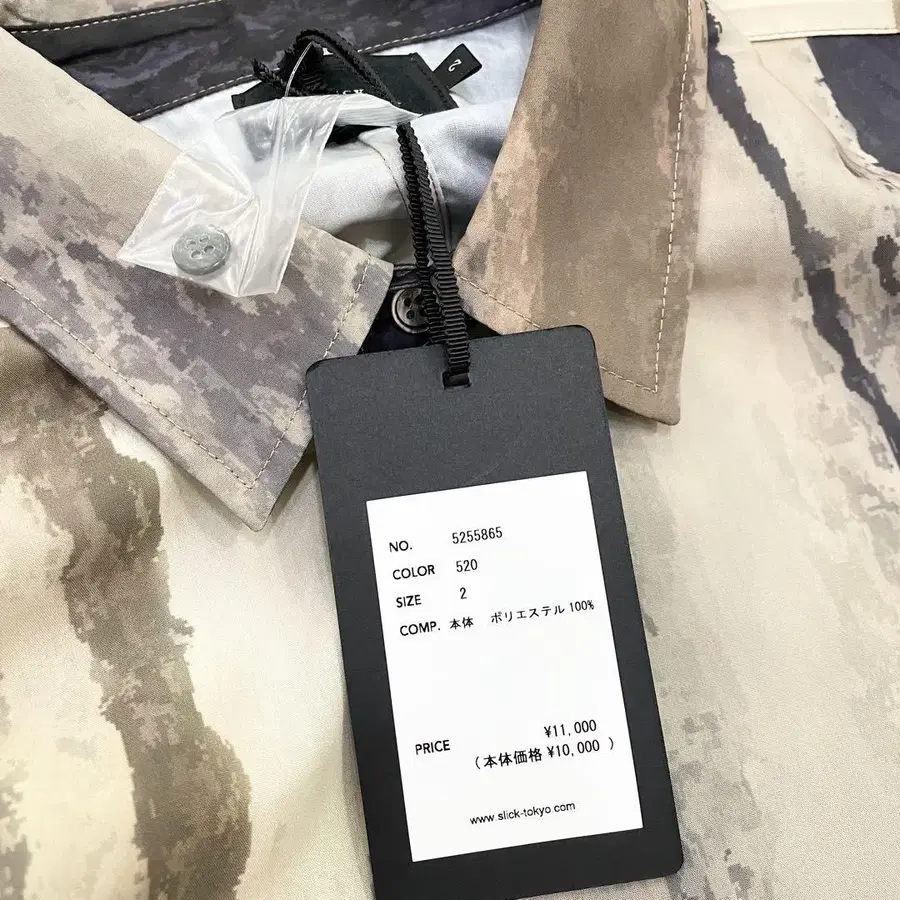 2
NO. 5255865
COLOR 520
SIZE 2
COMP. 本体 ポリエステル 100%
PRICE ¥11,000
(本体価格 ¥10,000 )
www.slick-tokyo.com